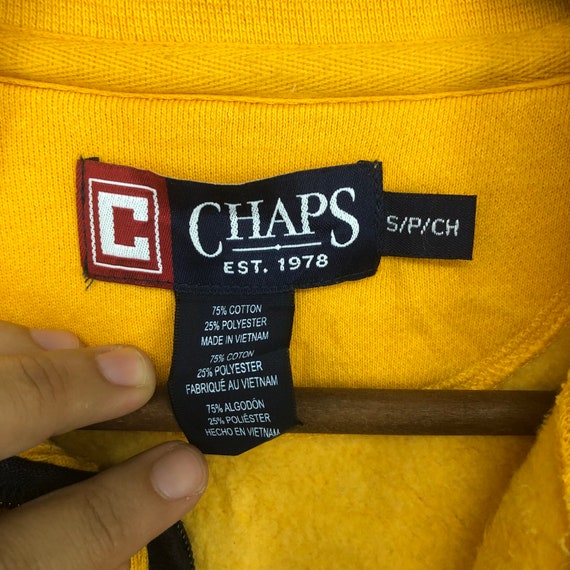 C
CHAPS
EST. 1978
S/P/CH
75% COTTON
25% POLYESTER
MADE IN VIETNAM
75% COTON
25% POLYESTER
FABRIQUÉ AU VIETNAM
75% ALGODÓN
25% POLIÉSTER
HECHO EN VIETNAM